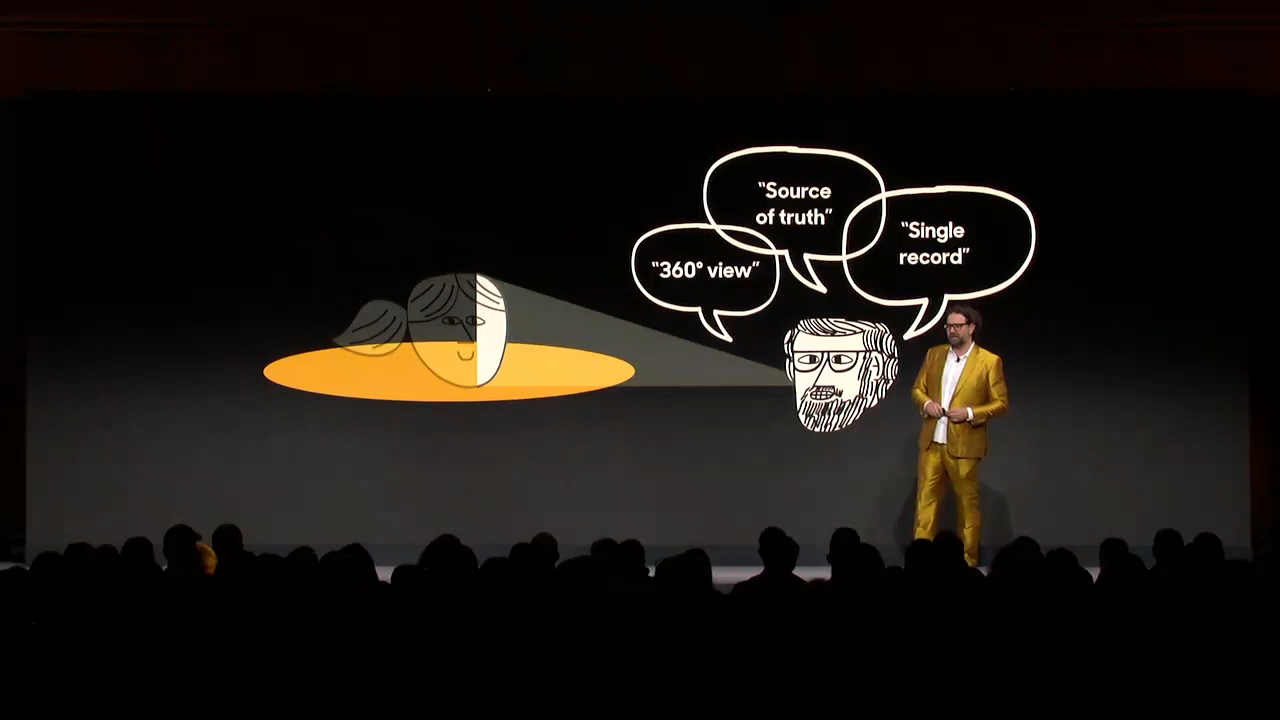 “Source
of truth”
“Single
record”
“360° view”